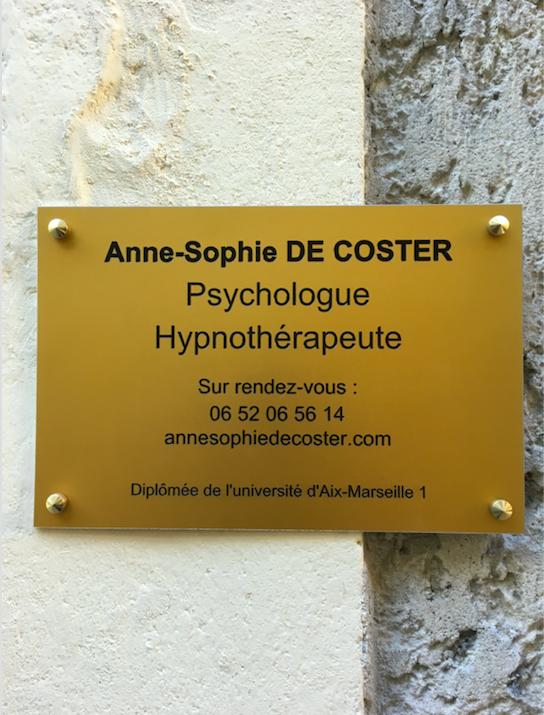 Anne-Sophie DE COSTER
Psychologue
Hypnothérapeute
Sur rendez-vous :
06 52 06 56 14
annesophiedecoster.com
Diplômée de l'université d'Aix-Marseille 1